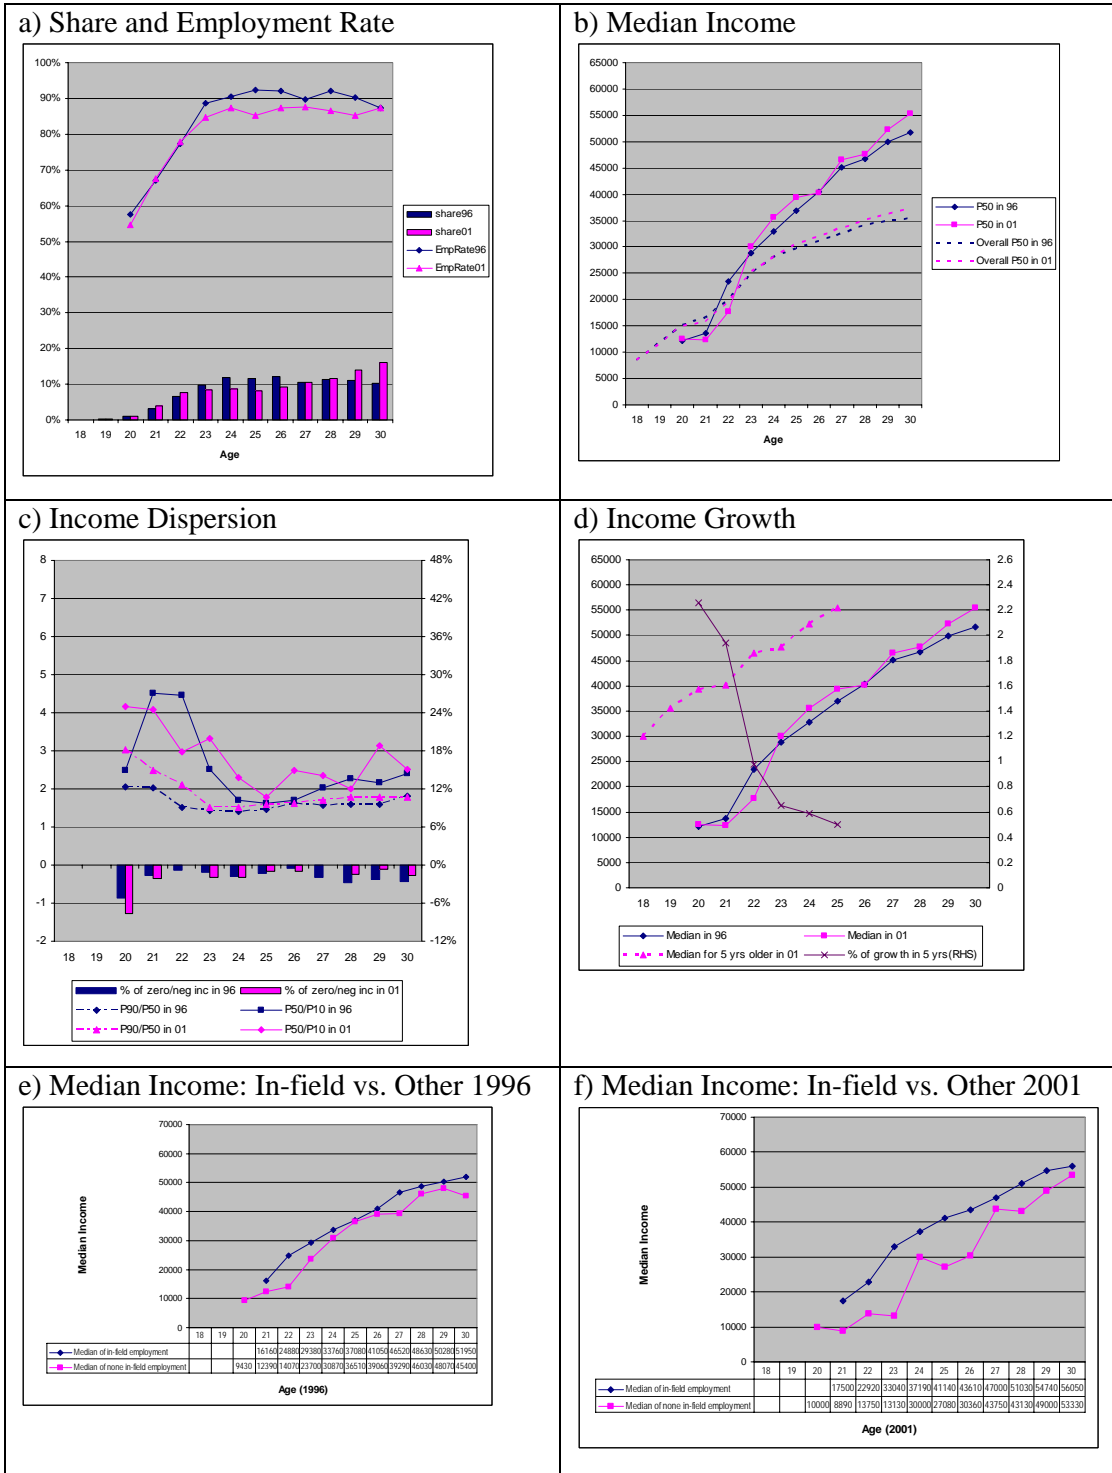 a) Share and Employment Rate
100%
90%
80%
70%
60%
50%
40%
30%
20%
10%
0%
18 19 20 21 22 23 24 25 26 27 28 29 30
Age
share96
share01
EmpRate96
EmpRate01
b) Median Income
65000
60000
55000
50000
45000
40000
35000
30000
25000
20000
15000
10000
5000
0
18 19 20 21 22 23 24 25 26 27 28 29 30
Age
P50 in 96
P50 in 01
Overall P50 in 96
Overall P50 in 01
c) Income Dispersion
8 48%
7 42%
6 36%
5 30%
4 24%
3 18%
2 12%
1 6%
0 0%
-1 -6%
-2 -12%
18 19 20 21 22 23 24 25 26 27 28 29 30
% of zero/neg inc in 96 % of zero/neg inc in 01
P90/P50 in 96 P50/P10 in 96
P90/P50 in 01 P50/P10 in 01
d) Income Growth
65000 2.6
60000 2.4
55000 2.2
50000 2
45000 1.8
40000 1.6
35000 1.4
30000 1.2
25000 1
20000 0.8
15000 0.6
10000 0.4
5000 0.2
0 0
18 19 20 21 22 23 24 25 26 27 28 29 30
Median in 96 Median in 01
Median for 5 yrs older in 01 % of growth in 5 yrs(RHS)
e) Median Income: In-field vs. Other 1996
70000
60000
50000
40000
30000
20000
10000
0
Median Income
18 19 20 21 22 23 24 25 26 27 28 29 30
Median of in-field employment 16160 24880 29380 33760 37080 41050 46520 48630 50280 51950
Median of none in-field employment 9430 12390 14070 23700 30870 36510 39060 39290 46030 48070 45400
Age (1996)
f) Median Income: In-field vs. Other 2001
70000
60000
50000
40000
30000
20000
10000
0
Median Income
18 19 20 21 22 23 24 25 26 27 28 29 30
Median of in-field employment 17500 22920 33040 37190 41140 43610 47000 51030 54740 56050
Median of none in-field employment 10000 8890 13750 13130 30000 27080 30360 43750 43130 49000 53330
Age (2001)